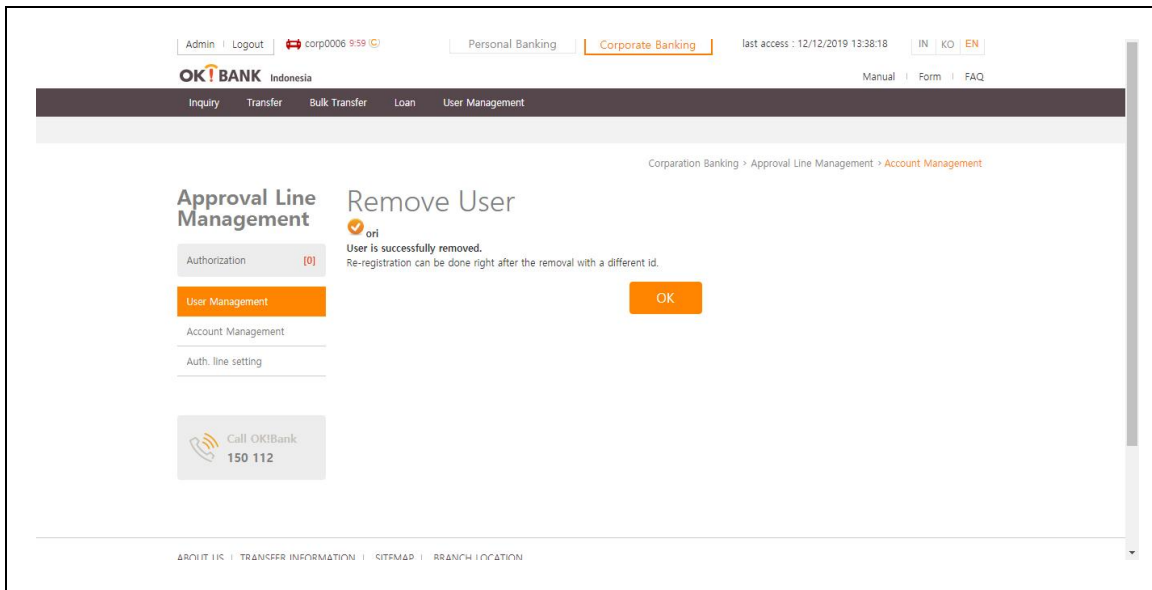 Admin | Logout corp0006 9:59 Personal Banking Corporate Banking last access : 12/12/2019 13:38:18 IN KO EN
OK! BANK Indonesia Manual | Form | FAQ
Inquiry Transfer Bulk Transfer Loan User Management
Corparation Banking > Approval Line Management > Account Management
Approval Line
Management
Authorization [0]
User Management
Account Management
Auth. line setting
Call OK!Bank
150 112
Remove User
ori
User is successfully removed.
Re-registration can be done right after the removal with a different id.
OK
ABOUT US | TRANSFER INFORMATION | SITEMAP | BRANCH LOCATION